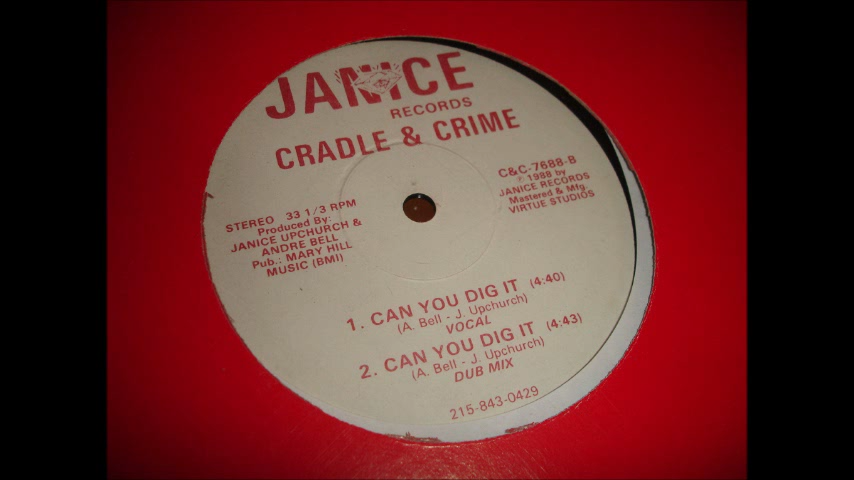 JANICE
RECORDS
CRADLE & CRIME
C&C-7688-B
℗ 1988 by
JANICE RECORDS
Mastered & Mfg.
VIRTUE STUDIOS
STEREO 33 1/3 RPM
Produced By:
JANICE UPCHURCH &
ANDRE BELL
Pub.: MARY HILL
MUSIC (BMI)
1. CAN YOU DIG IT (4:40)
(A. Bell - J. Upchurch)
VOCAL
2. CAN YOU DIG IT (4:43)
(A. Bell - J. Upchurch)
DUB MIX
215-843-0429